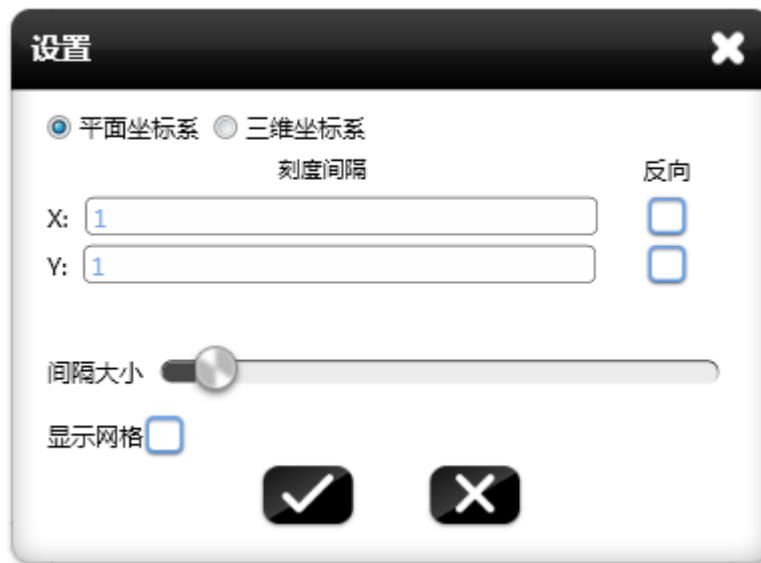 设置
平面坐标系 三维坐标系
刻度间隔 反向
X: 1
Y: 1
间隔大小
显示网格